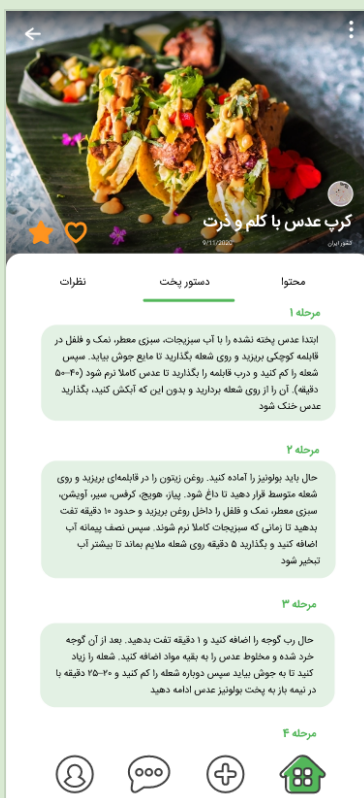 کرپ عدس با کلم و ذرت
کشور ایران
9/11/2020
محتوا
دستور پخت
نظرات
مرحله ۱
ابتدا عدس پخته نشده را با آب سبزیجات، سبزی معطر، نمک و فلفل در
قابلمه کوچکی بریزید و روی شعله بگذارید تا مایع جوش بیاید. سپس
شعله را کم کنید و درب قابلمه را بگذارید تا عدس کاملا نرم شود (۴۰–۵۰
دقیقه). آن را از روی شعله بردارید و بدون این که آبکش کنید، بگذارید
عدس خنک شود
مرحله ۲
حال باید بولونیز را آماده کنید. روغن زیتون را در قابلمه‌ای بریزید و روی
شعله متوسط قرار دهید تا داغ شود. پیاز، هویج، کرفس، سیر، آویشن،
سبزی معطر، نمک و فلفل را داخل روغن بریزید و حدود ۱۰ دقیقه تفت
بدهید تا زمانی که سبزیجات کاملا نرم شوند. سپس نصف پیمانه آب
اضافه کنید و بگذارید ۵ دقیقه روی شعله ملایم بماند تا بیشتر آب
تبخیر شود
مرحله ۳
حال رب گوجه را اضافه کنید و ۱ دقیقه تفت بدهید. بعد از آن گوجه
خرد شده و مخلوط عدس را به بقیه مواد اضافه کنید. شعله را زیاد
کنید تا به جوش بیاید سپس دوباره شعله را کم کنید و ۲۰–۲۵ دقیقه با
در نیمه باز به پخت بولونیز عدس ادامه دهید
مرحله ۴